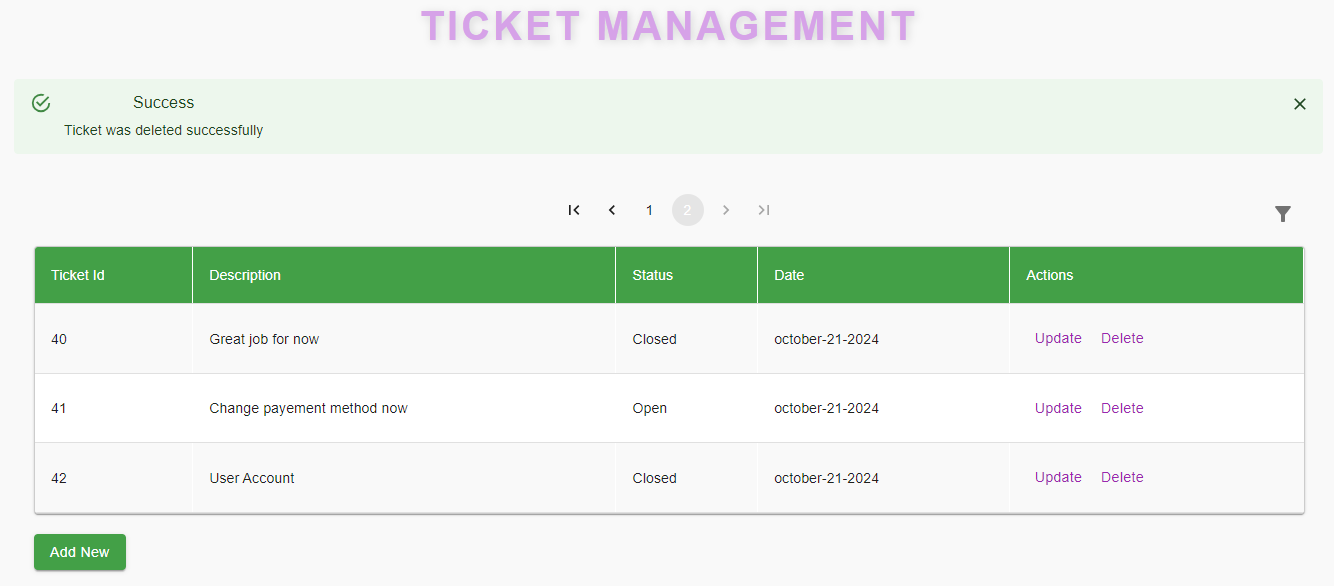 TICKET MANAGEMENT
Success
Ticket was deleted successfully
1 2
Ticket Id Description Status Date Actions
40 Great job for now Closed october-21-2024 Update Delete
41 Change payement method now Open october-21-2024 Update Delete
42 User Account Closed october-21-2024 Update Delete
Add New